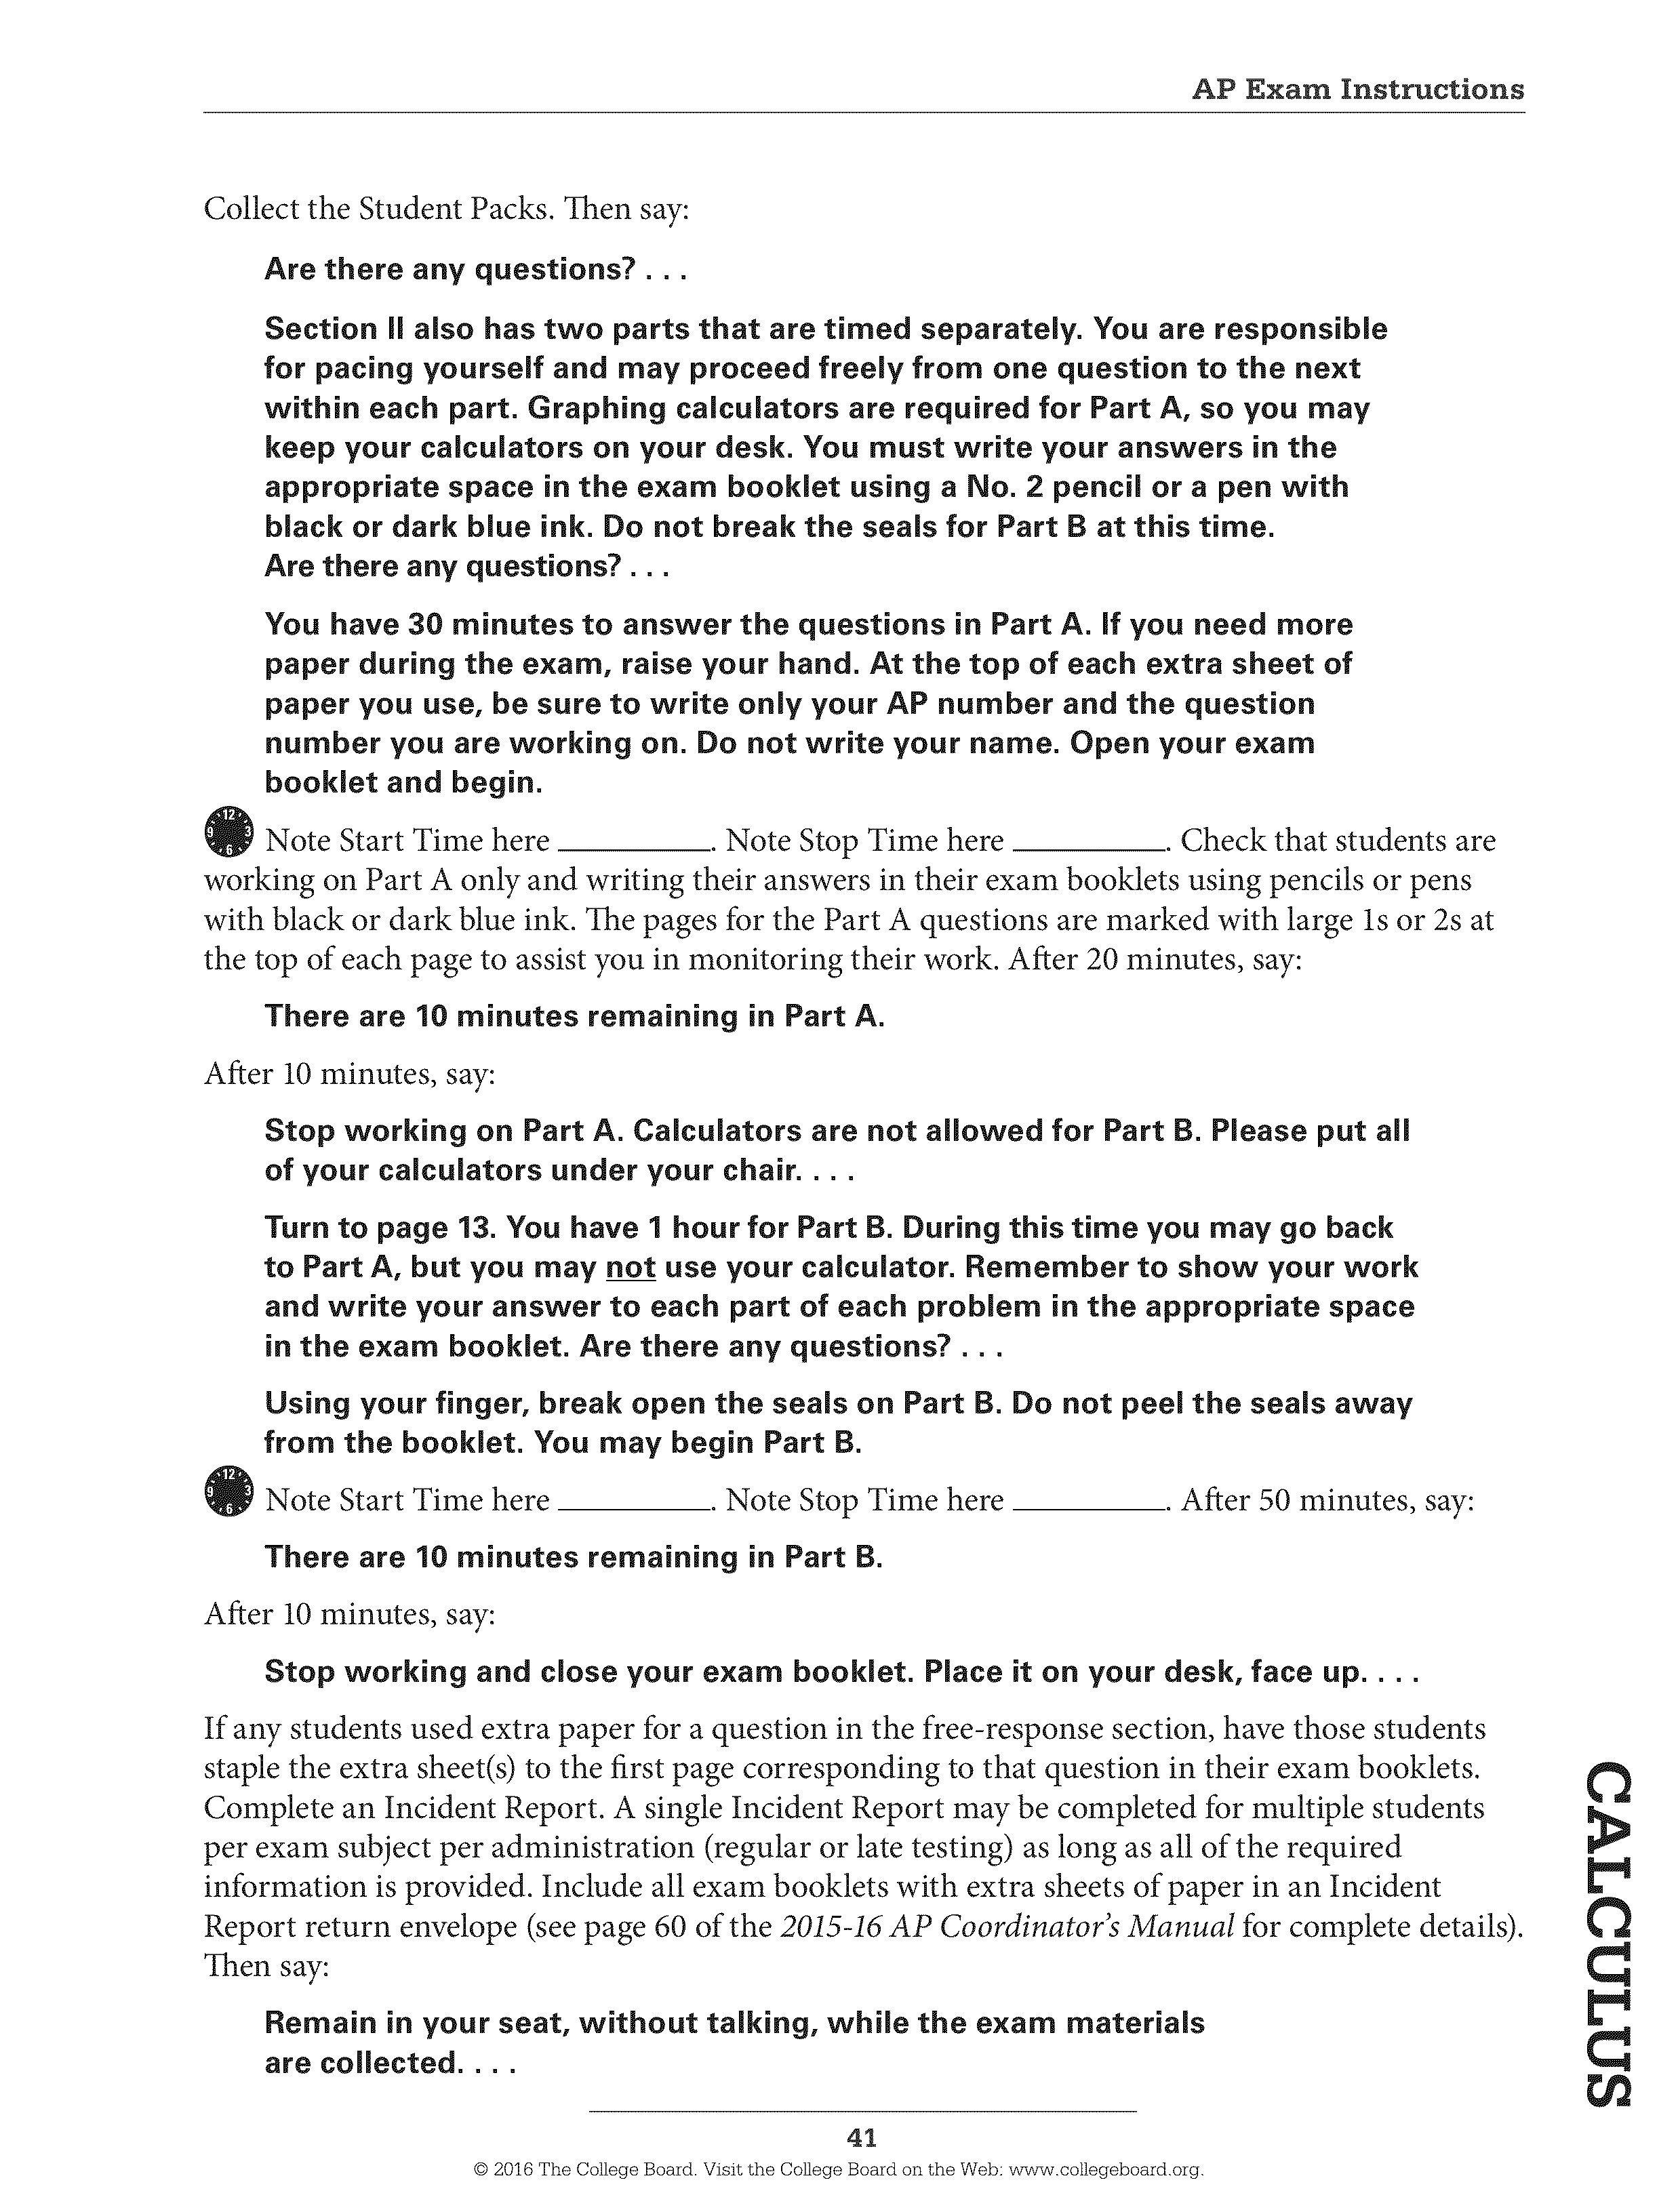 AP Exam Instructions
Collect the Student Packs. Then say:
Are there any questions? . . .
Section II also has two parts that are timed separately. You are responsible
for pacing yourself and may proceed freely from one question to the next
within each part. Graphing calculators are required for Part A, so you may
keep your calculators on your desk. You must write your answers in the
appropriate space in the exam booklet using a No. 2 pencil or a pen with
black or dark blue ink. Do not break the seals for Part B at this time.
Are there any questions? . . .
You have 30 minutes to answer the questions in Part A. If you need more
paper during the exam, raise your hand. At the top of each extra sheet of
paper you use, be sure to write only your AP number and the question
number you are working on. Do not write your name. Open your exam
booklet and begin.
12 9 3 6 Note Start Time here __________. Note Stop Time here __________. Check that students are
working on Part A only and writing their answers in their exam booklets using pencils or pens
with black or dark blue ink. The pages for the Part A questions are marked with large 1s or 2s at
the top of each page to assist you in monitoring their work. After 20 minutes, say:
There are 10 minutes remaining in Part A.
After 10 minutes, say:
Stop working on Part A. Calculators are not allowed for Part B. Please put all
of your calculators under your chair. . . .
Turn to page 13. You have 1 hour for Part B. During this time you may go back
to Part A, but you may not use your calculator. Remember to show your work
and write your answer to each part of each problem in the appropriate space
in the exam booklet. Are there any questions? . . .
Using your finger, break open the seals on Part B. Do not peel the seals away
from the booklet. You may begin Part B.
12 9 3 6 Note Start Time here __________. Note Stop Time here __________. After 50 minutes, say:
There are 10 minutes remaining in Part B.
After 10 minutes, say:
Stop working and close your exam booklet. Place it on your desk, face up. . . .
If any students used extra paper for a question in the free-response section, have those students
staple the extra sheet(s) to the first page corresponding to that question in their exam booklets.
Complete an Incident Report. A single Incident Report may be completed for multiple students
per exam subject per administration (regular or late testing) as long as all of the required
information is provided. Include all exam booklets with extra sheets of paper in an Incident
Report return envelope (see page 60 of the 2015-16 AP Coordinator's Manual for complete details).
Then say:
Remain in your seat, without talking, while the exam materials
are collected. . . .
CALCULUS
41
© 2016 The College Board. Visit the College Board on the Web: www.collegeboard.org.